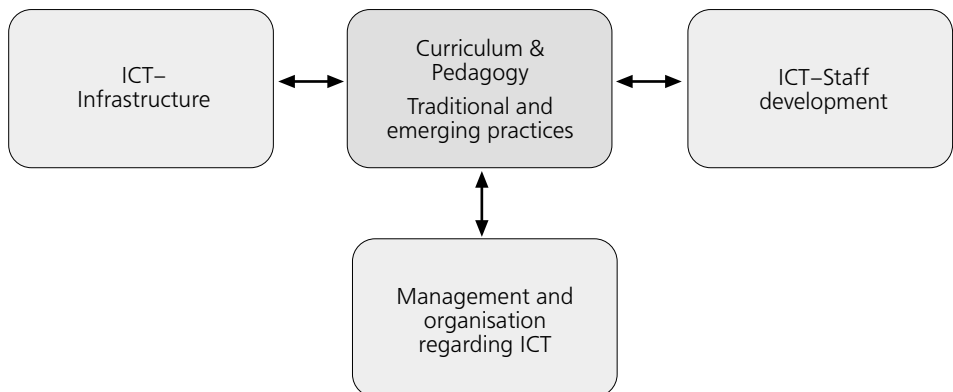 ICT–
Infrastructure
Curriculum &
Pedagogy
Traditional and
emerging practices
ICT–Staff
development
Management and
organisation
regarding ICT